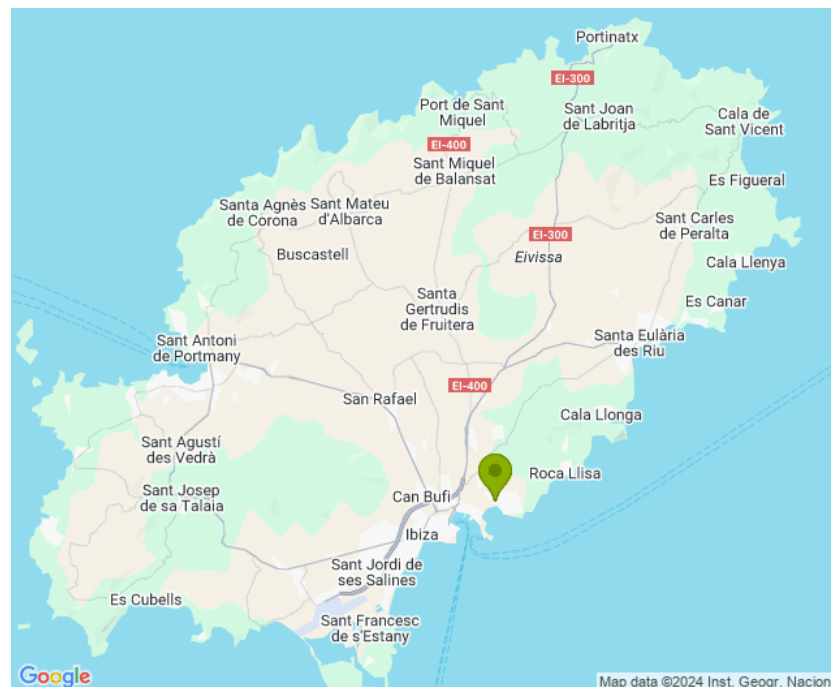 Portinatx
EI-300
Port de Sant
Miquel
Sant Joan
de Labritja
Cala de
Sant Vicent
EI-400
Sant Miquel
de Balansat
Es Figueral
Santa Agnès
de Corona
Sant Mateu
d'Albarca
Sant Carles
de Peralta
EI-300
Buscastell
Eivissa
Cala Llenya
Santa
Gertrudis
de Fruitera
Es Canar
Sant Antoni
de Portmany
Santa Eulària
des Riu
EI-400
San Rafael
Cala Llonga
Sant Agustí
des Vedrà
Roca Llisa
Sant Josep
de sa Talaia
Can Bufí
Ibiza
Sant Jordi de
ses Salines
Es Cubells
Sant Francesc
de s'Estany
Google
Map data ©2024 Inst. Geogr. Nacion